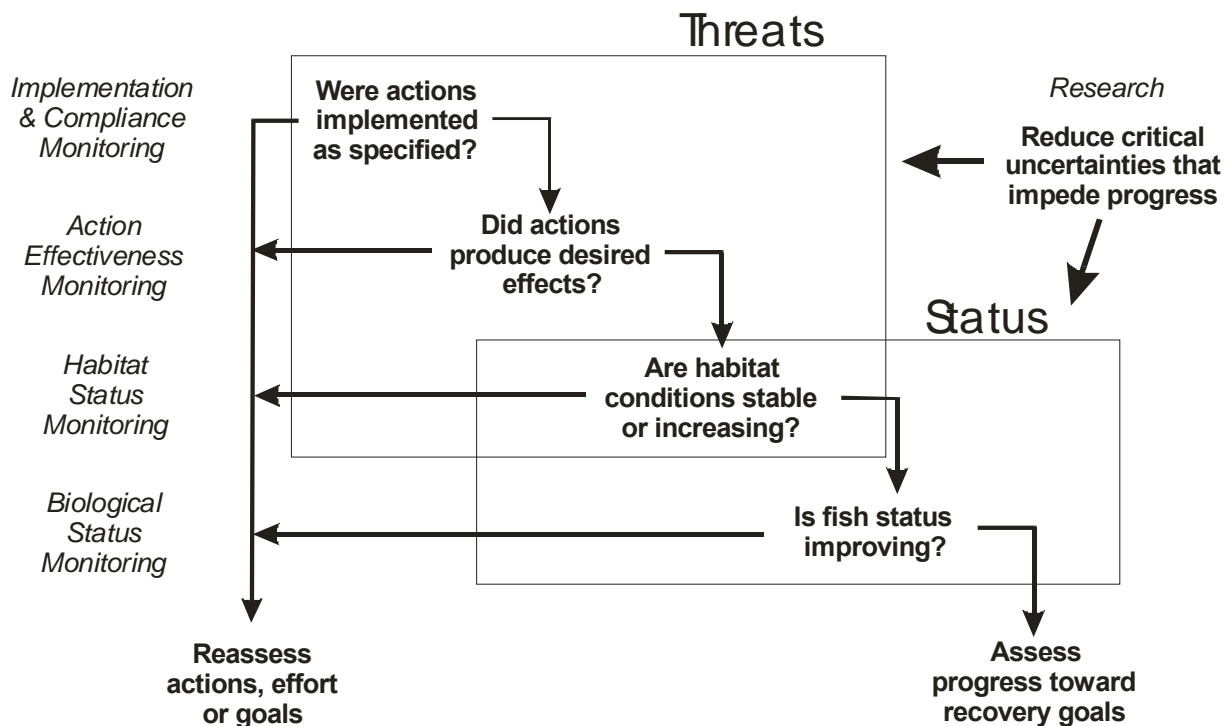 Threats
Implementation
& Compliance
Monitoring
Were actions
implemented
as specified?
Research
Reduce critical
uncertainties that
impede progress
Action
Effectiveness
Monitoring
Did actions
produce desired
effects?
Status
Habitat
Status
Monitoring
Are habitat
conditions stable
or increasing?
Biological
Status
Monitoring
Is fish status
improving?
Reassess
actions, effort
or goals
Assess
progress toward
recovery goals